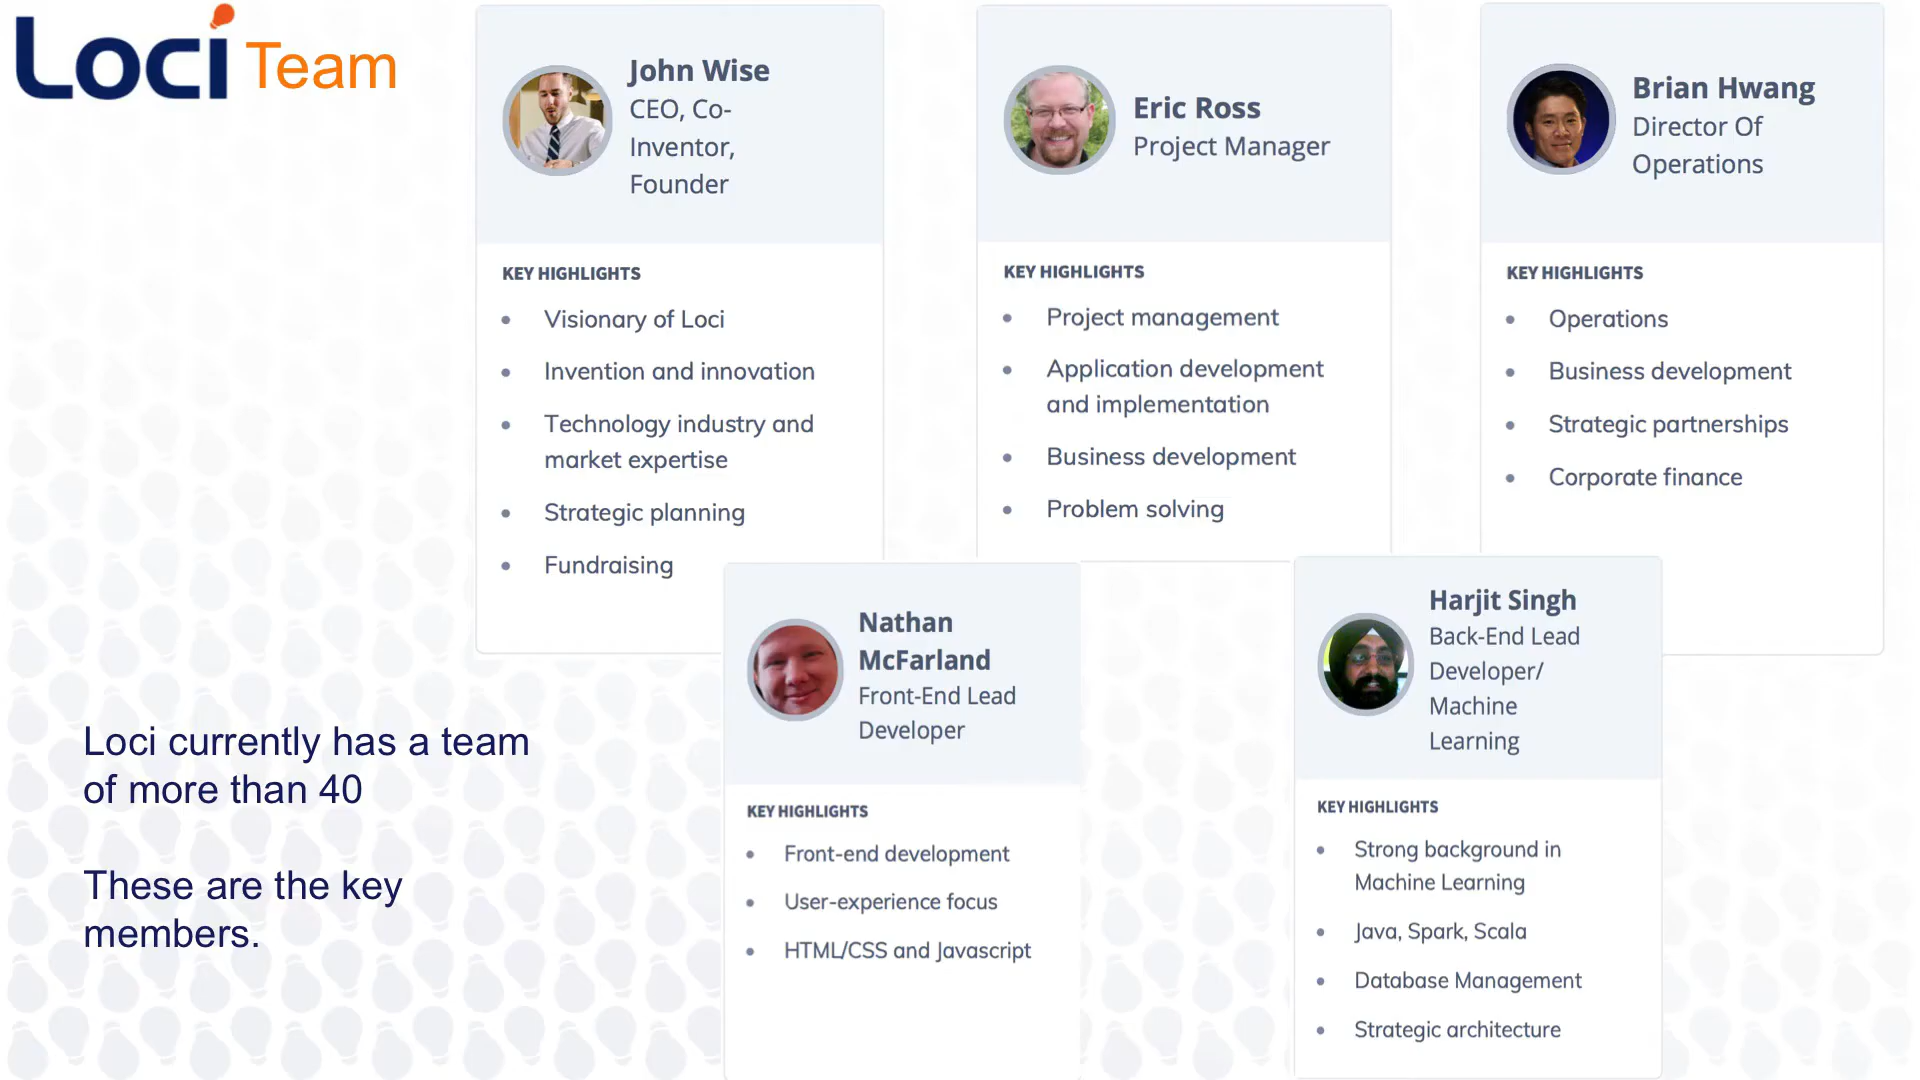 Loci Team
John Wise
CEO, Co-
Inventor,
Founder
KEY HIGHLIGHTS
• Visionary of Loci
• Invention and innovation
• Technology industry and
market expertise
• Strategic planning
• Fundraising
Eric Ross
Project Manager
KEY HIGHLIGHTS
• Project management
• Application development
and implementation
• Business development
• Problem solving
Brian Hwang
Director Of
Operations
KEY HIGHLIGHTS
• Operations
• Business development
• Strategic partnerships
• Corporate finance
Loci currently has a team
of more than 40
These are the key
members.
Nathan
McFarland
Front-End Lead
Developer
KEY HIGHLIGHTS
• Front-end development
• User-experience focus
• HTML/CSS and Javascript
Harjit Singh
Back-End Lead
Developer/
Machine
Learning
KEY HIGHLIGHTS
• Strong background in
Machine Learning
• Java, Spark, Scala
• Database Management
• Strategic architecture